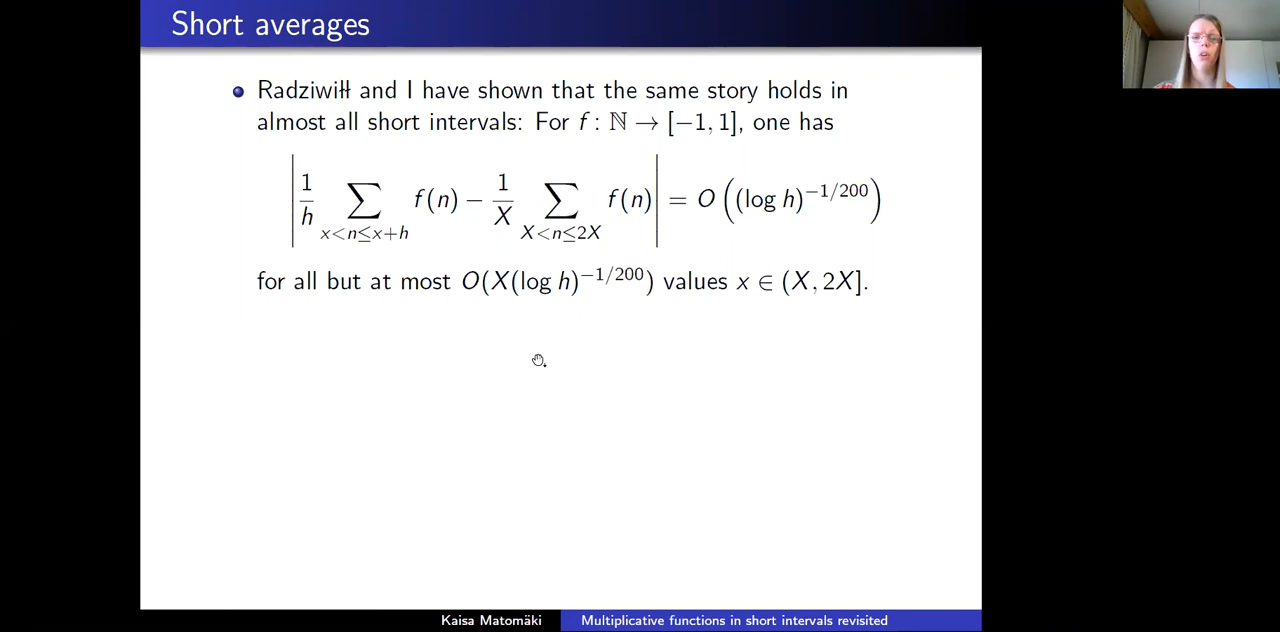 Short averages
Radziwiłł and I have shown that the same story holds in
almost all short intervals: For f : ℕ → [−1, 1], one has
| 1/h ∑_{x<n≤x+h} f(n) − 1/X ∑_{X<n≤2X} f(n) | = O((log h)^{−1/200})
for all but at most O(X(log h)^{−1/200}) values x ∈ (X, 2X].
Kaisa Matomäki Multiplicative functions in short intervals revisited